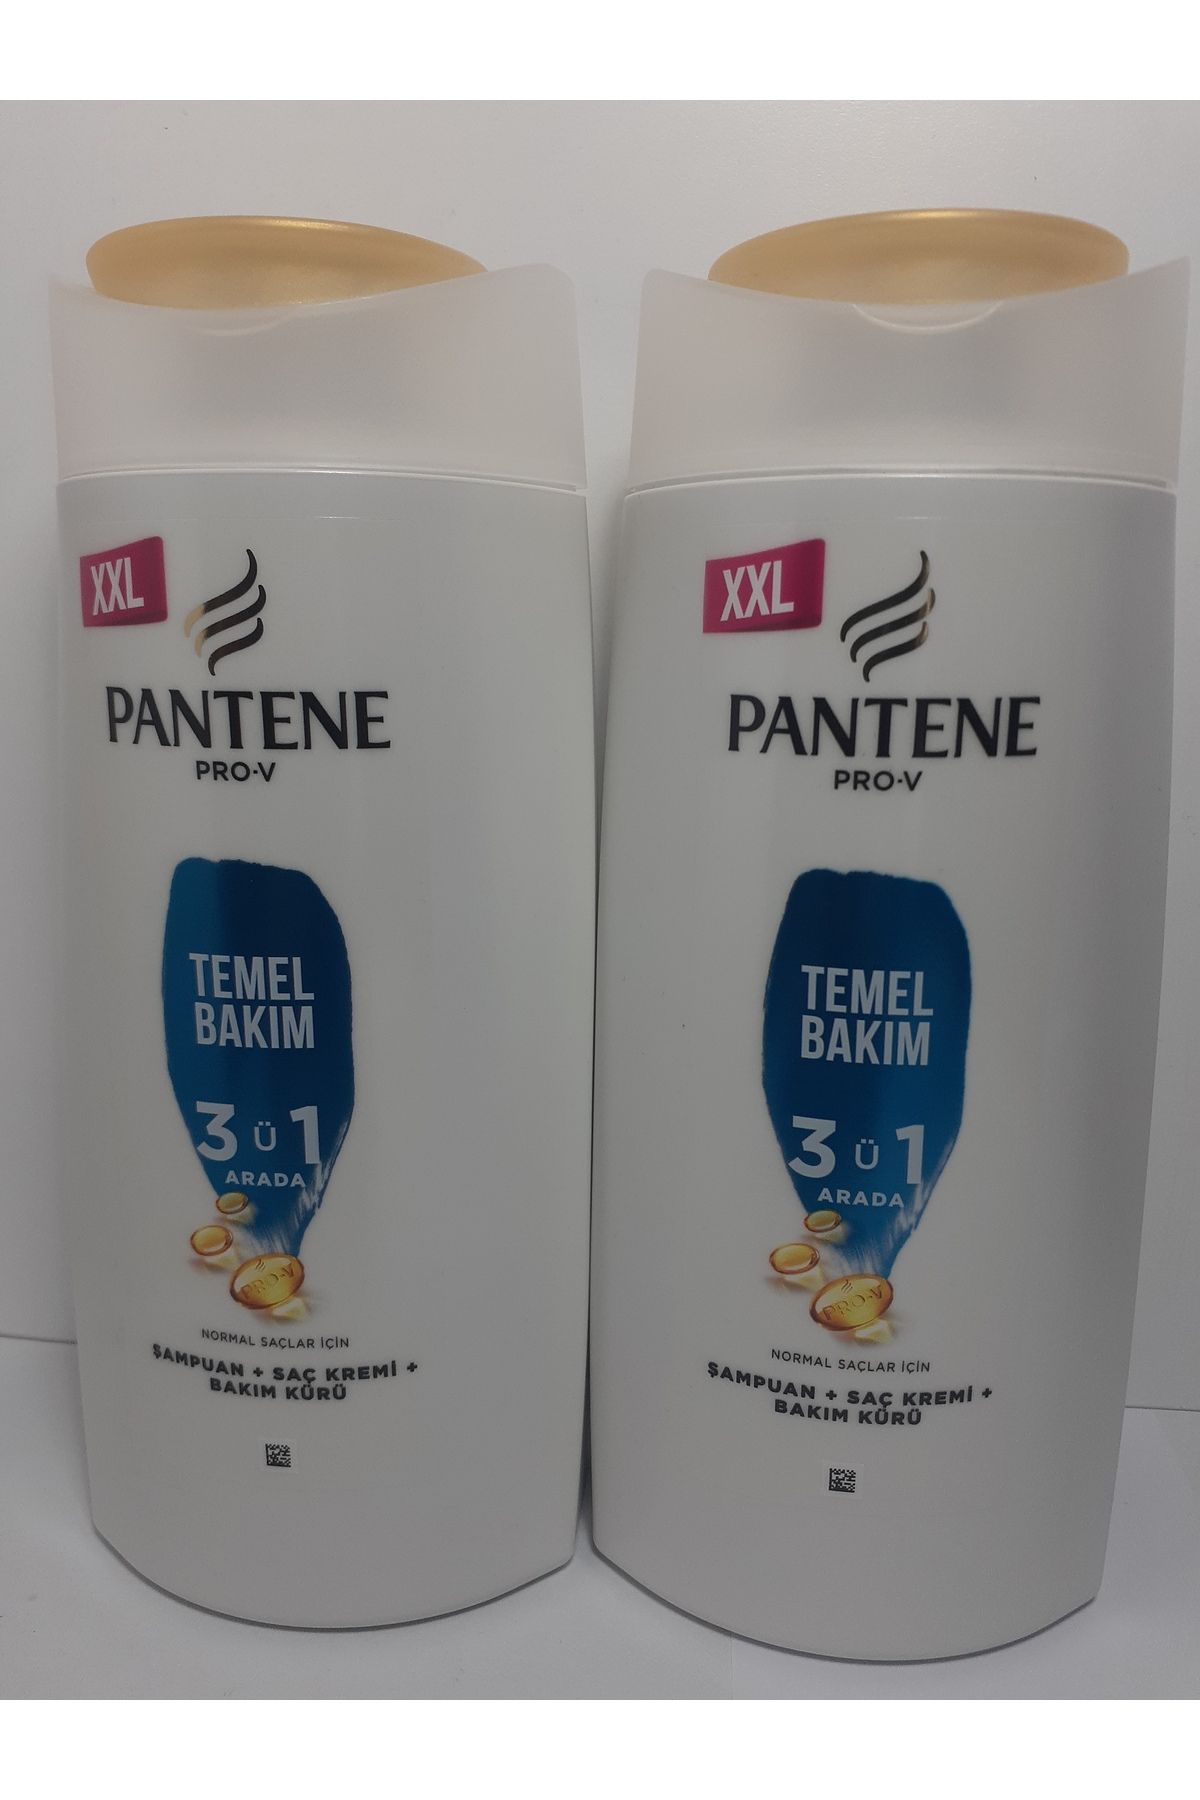 XXL
PANTENE
PRO-V
TEMEL
BAKIM
3 Ü 1
ARADA
PRO-V
NORMAL SAÇLAR İÇİN
ŞAMPUAN + SAÇ KREMİ +
BAKIM KÜRÜ
XXL
PANTENE
PRO-V
TEMEL
BAKIM
3 Ü 1
ARADA
PRO-V
NORMAL SAÇLAR İÇİN
ŞAMPUAN + SAÇ KREMİ +
BAKIM KÜRÜ